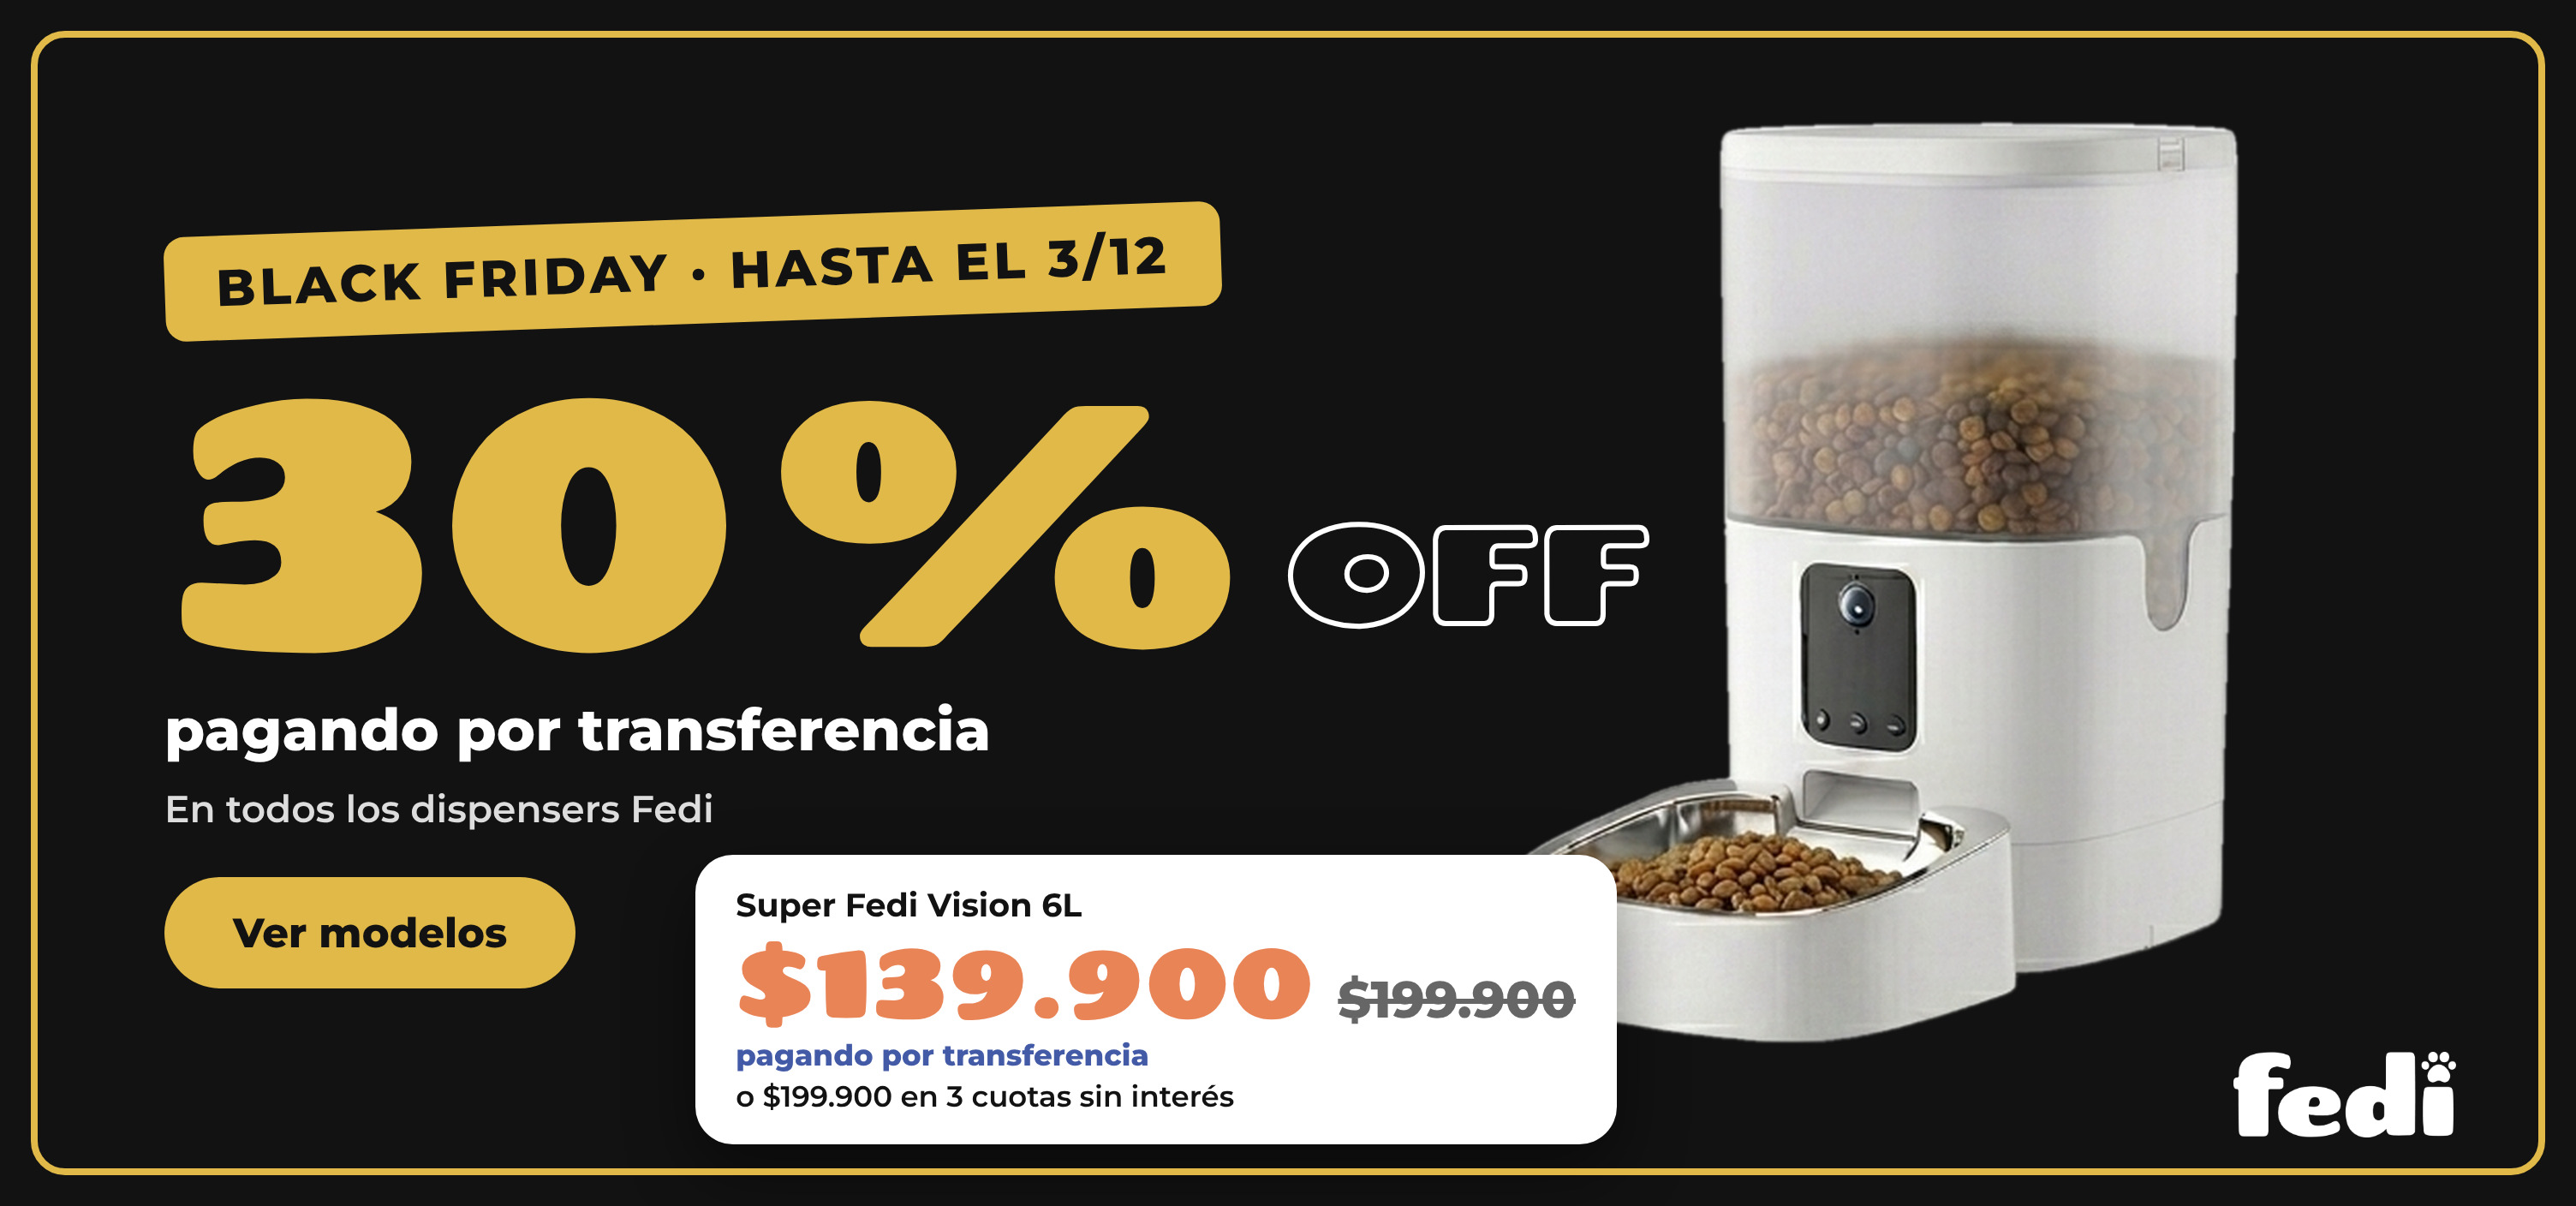 BLACK FRIDAY · HASTA EL 3/12
30% OFF
pagando por transferencia
En todos los dispensers Fedi
Ver modelos
Super Fedi Vision 6L
$139.900 $199.900
pagando por transferencia
o $199.900 en 3 cuotas sin interés
fedi